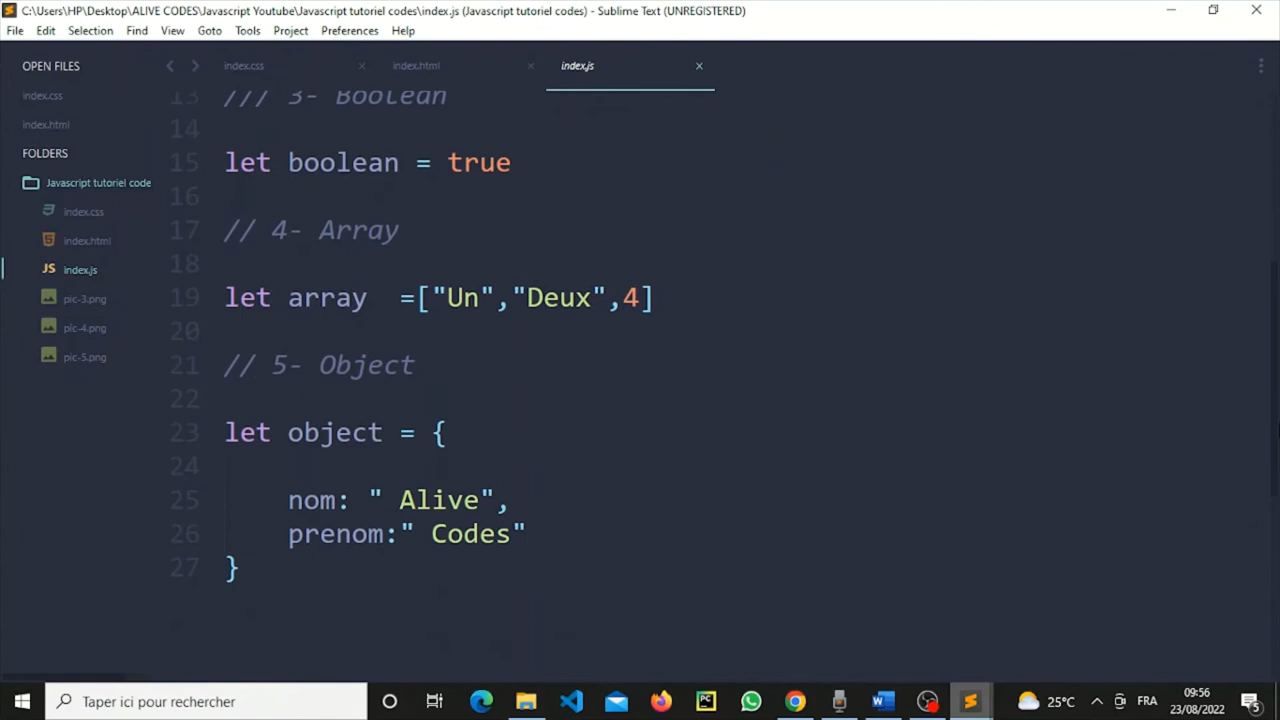 C:\Users\HP\Desktop\ALIVE CODES\Javascript Youtube\Javascript tutoriel codes\index.js (Javascript tutoriel codes) - Sublime Text (UNREGISTERED)
File Edit Selection Find View Goto Tools Project Preferences Help
OPEN FILES
index.css
index.html
FOLDERS
Javascript tutoriel code
index.css
index.html
JS index.js
pic-3.png
pic-4.png
pic-5.png
index.css index.html index.js
13 /// 3- Boolean
14
15 let boolean = true
16
17 // 4- Array
18
19 let array  =["Un","Deux",4]
20
21 // 5- Object
22
23 let object = {
24
25     nom: " Alive",
26     prenom:" Codes"
27 }
Taper ici pour rechercher
25°C
FRA
09:56
23/08/2022
5